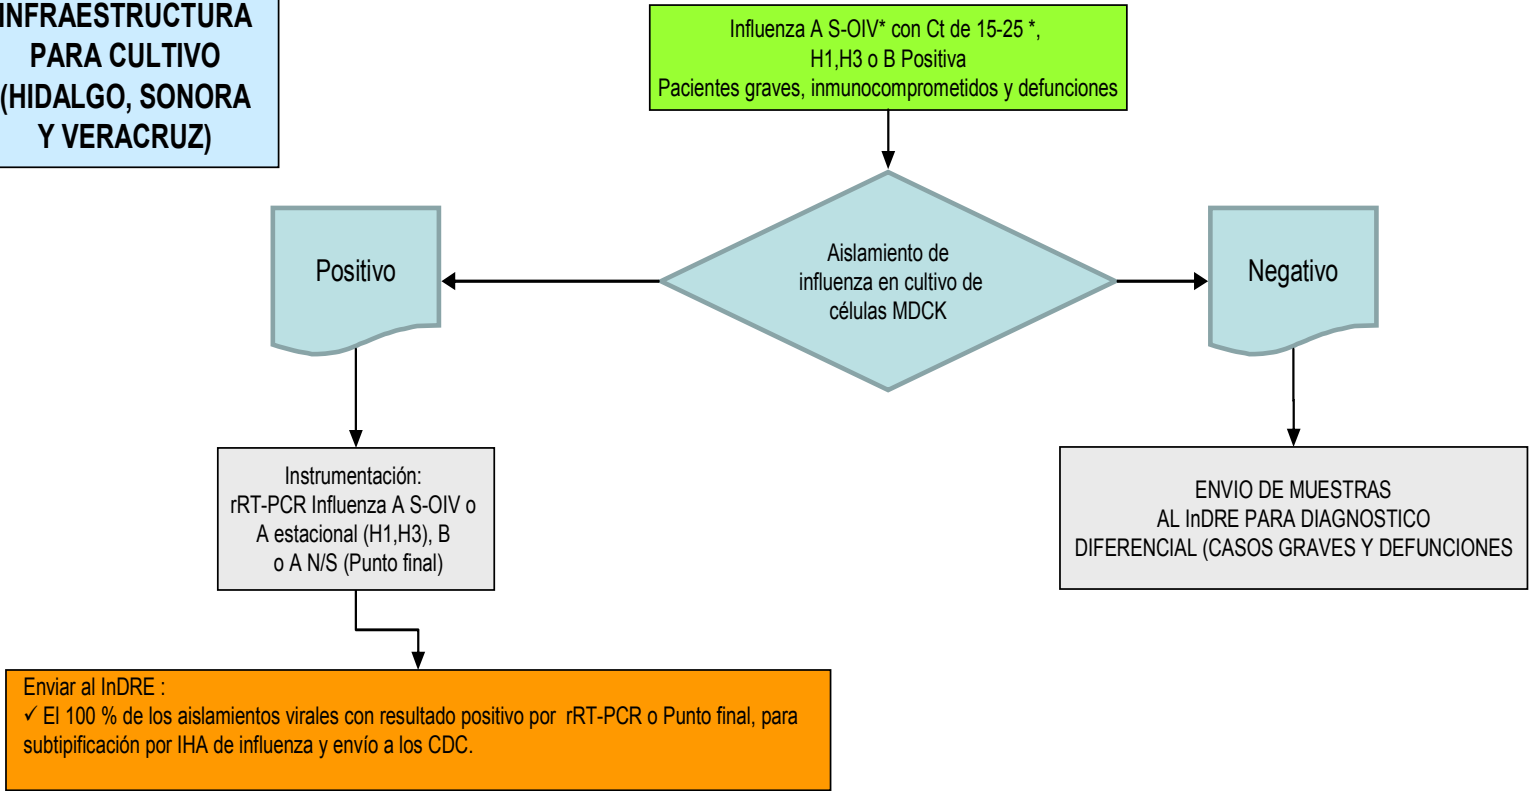 INFRAESTRUCTURA
PARA CULTIVO
(HIDALGO, SONORA
Y VERACRUZ)
Influenza A S-OIV* con Ct de 15-25 *,
H1,H3 o B Positiva
Pacientes graves, inmunocomprometidos y defunciones
Positivo
Aislamiento de
influenza en cultivo de
células MDCK
Negativo
Instrumentación:
rRT-PCR Influenza A S-OIV o
A estacional (H1,H3), B
o A N/S (Punto final)
ENVIO DE MUESTRAS
AL InDRE PARA DIAGNOSTICO
DIFERENCIAL (CASOS GRAVES Y DEFUNCIONES
Enviar al InDRE :
✓ El 100 % de los aislamientos virales con resultado positivo por rRT-PCR o Punto final, para
subtipificación por IHA de influenza y envío a los CDC.